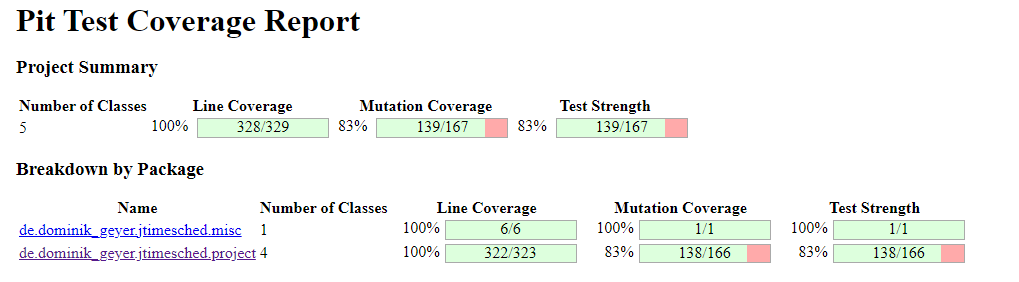 Pit Test Coverage Report
Project Summary
Number of Classes Line Coverage Mutation Coverage Test Strength
5 100% 328/329 83% 139/167 83% 139/167
Breakdown by Package
Name Number of Classes Line Coverage Mutation Coverage Test Strength
de.dominik_geyer.jtimesched.misc 1 100% 6/6 100% 1/1 100% 1/1
de.dominik_geyer.jtimesched.project 4 100% 322/323 83% 138/166 83% 138/166